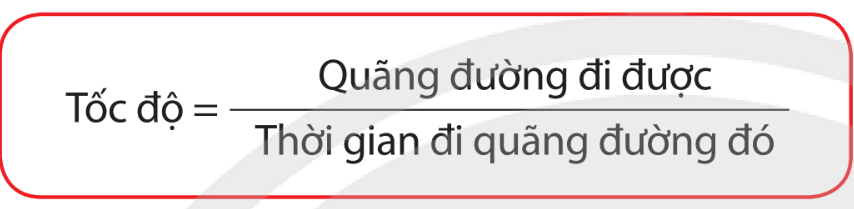 Quãng đường đi được
Tốc độ =
Thời gian đi quãng đường đó